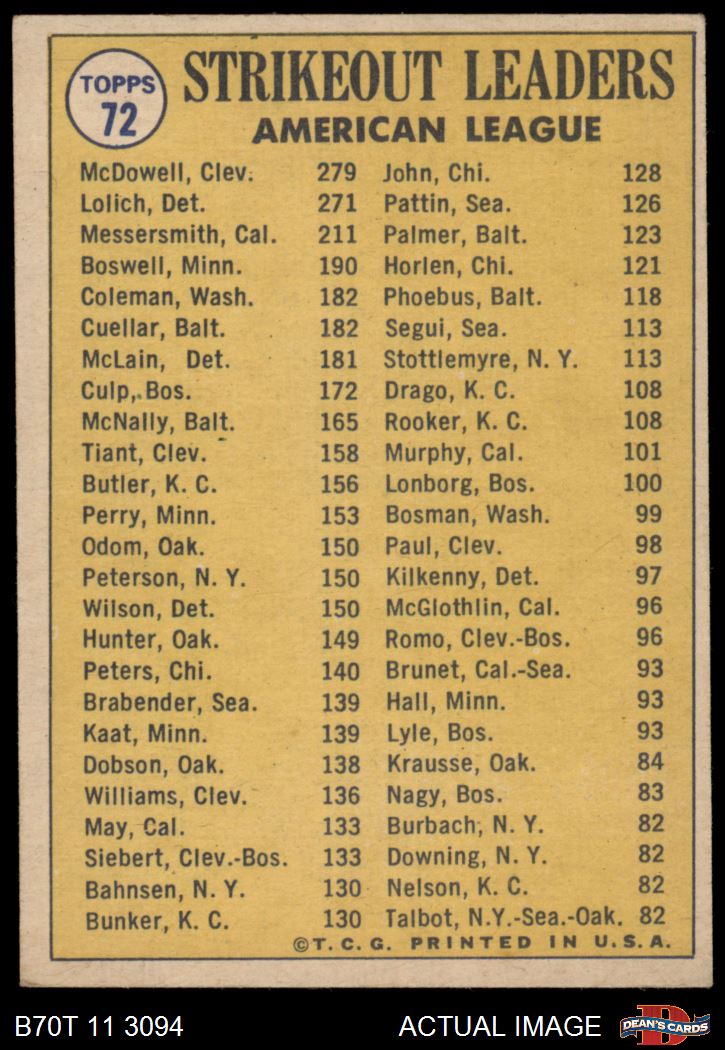 TOPPS
72
STRIKEOUT LEADERS
AMERICAN LEAGUE
McDowell, Clev. 279
Lolich, Det. 271
Messersmith, Cal. 211
Boswell, Minn. 190
Coleman, Wash. 182
Cuellar, Balt. 182
McLain, Det. 181
Culp, Bos. 172
McNally, Balt. 165
Tiant, Clev. 158
Butler, K. C. 156
Perry, Minn. 153
Odom, Oak. 150
Peterson, N. Y. 150
Wilson, Det. 150
Hunter, Oak. 149
Peters, Chi. 140
Brabender, Sea. 139
Kaat, Minn. 139
Dobson, Oak. 138
Williams, Clev. 136
May, Cal. 133
Siebert, Clev.-Bos. 133
Bahnsen, N. Y. 130
Bunker, K. C. 130
John, Chi. 128
Pattin, Sea. 126
Palmer, Balt. 123
Horlen, Chi. 121
Phoebus, Balt. 118
Segui, Sea. 113
Stottlemyre, N. Y. 113
Drago, K. C. 108
Rooker, K. C. 108
Murphy, Cal. 101
Lonborg, Bos. 100
Bosman, Wash. 99
Paul, Clev. 98
Kilkenny, Det. 97
McGlothlin, Cal. 96
Romo, Clev.-Bos. 96
Brunet, Cal.-Sea. 93
Hall, Minn. 93
Lyle, Bos. 93
Krausse, Oak. 84
Nagy, Bos. 83
Burbach, N. Y. 82
Downing, N. Y. 82
Nelson, K. C. 82
Talbot, N.Y.-Sea.-Oak. 82
©T. C. G. PRINTED IN U. S. A.
B70T 11 3094
ACTUAL IMAGE
D
DEAN'S CARDS